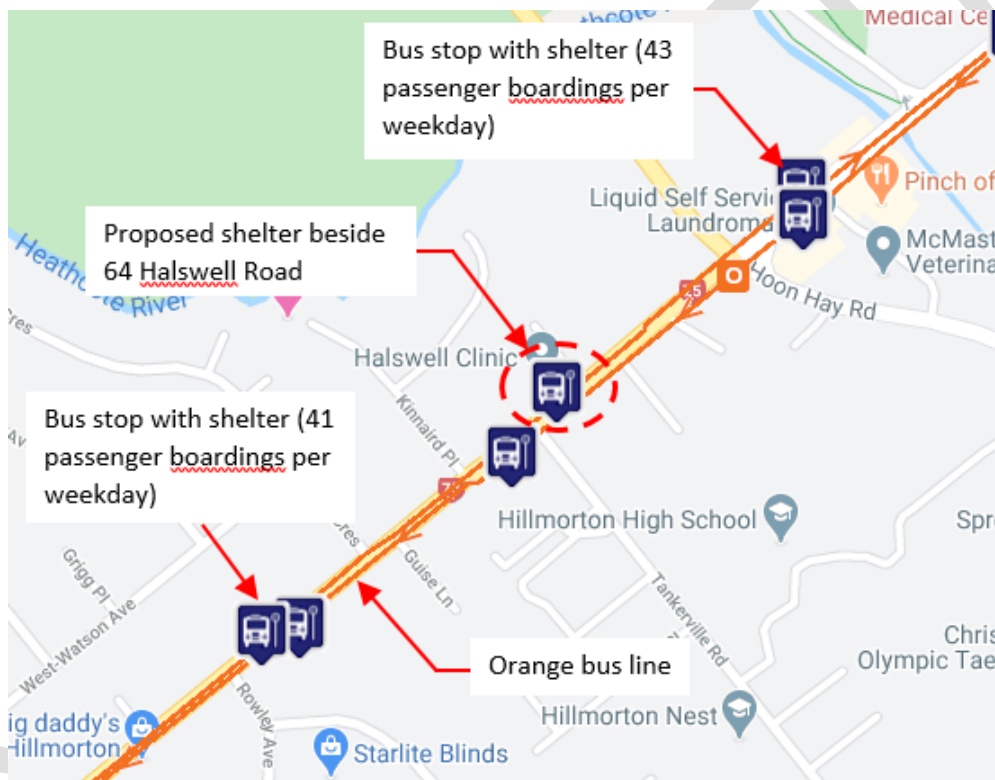 Medical Ce
Bus stop with shelter (43
passenger boardings per
weekday)
Pinch of
Liquid Self Servi
Laundroma
McMast
Veterina
Proposed shelter beside
64 Halswell Road
Heathcote River
O
Hoon Hay Rd
Halswell Clinic
Kinnaird Pl
Bus stop with shelter (41
passenger boardings per
weekday)
Hillmorton High School
Spr
Guise Ln
Grigg Pl
West-Watson Ave
Tankerville Rd
Orange bus line
Chris
Olympic Tae
Rowley Ave
Hillmorton Nest
ig daddy's
Hillmorton
Starlite Blinds